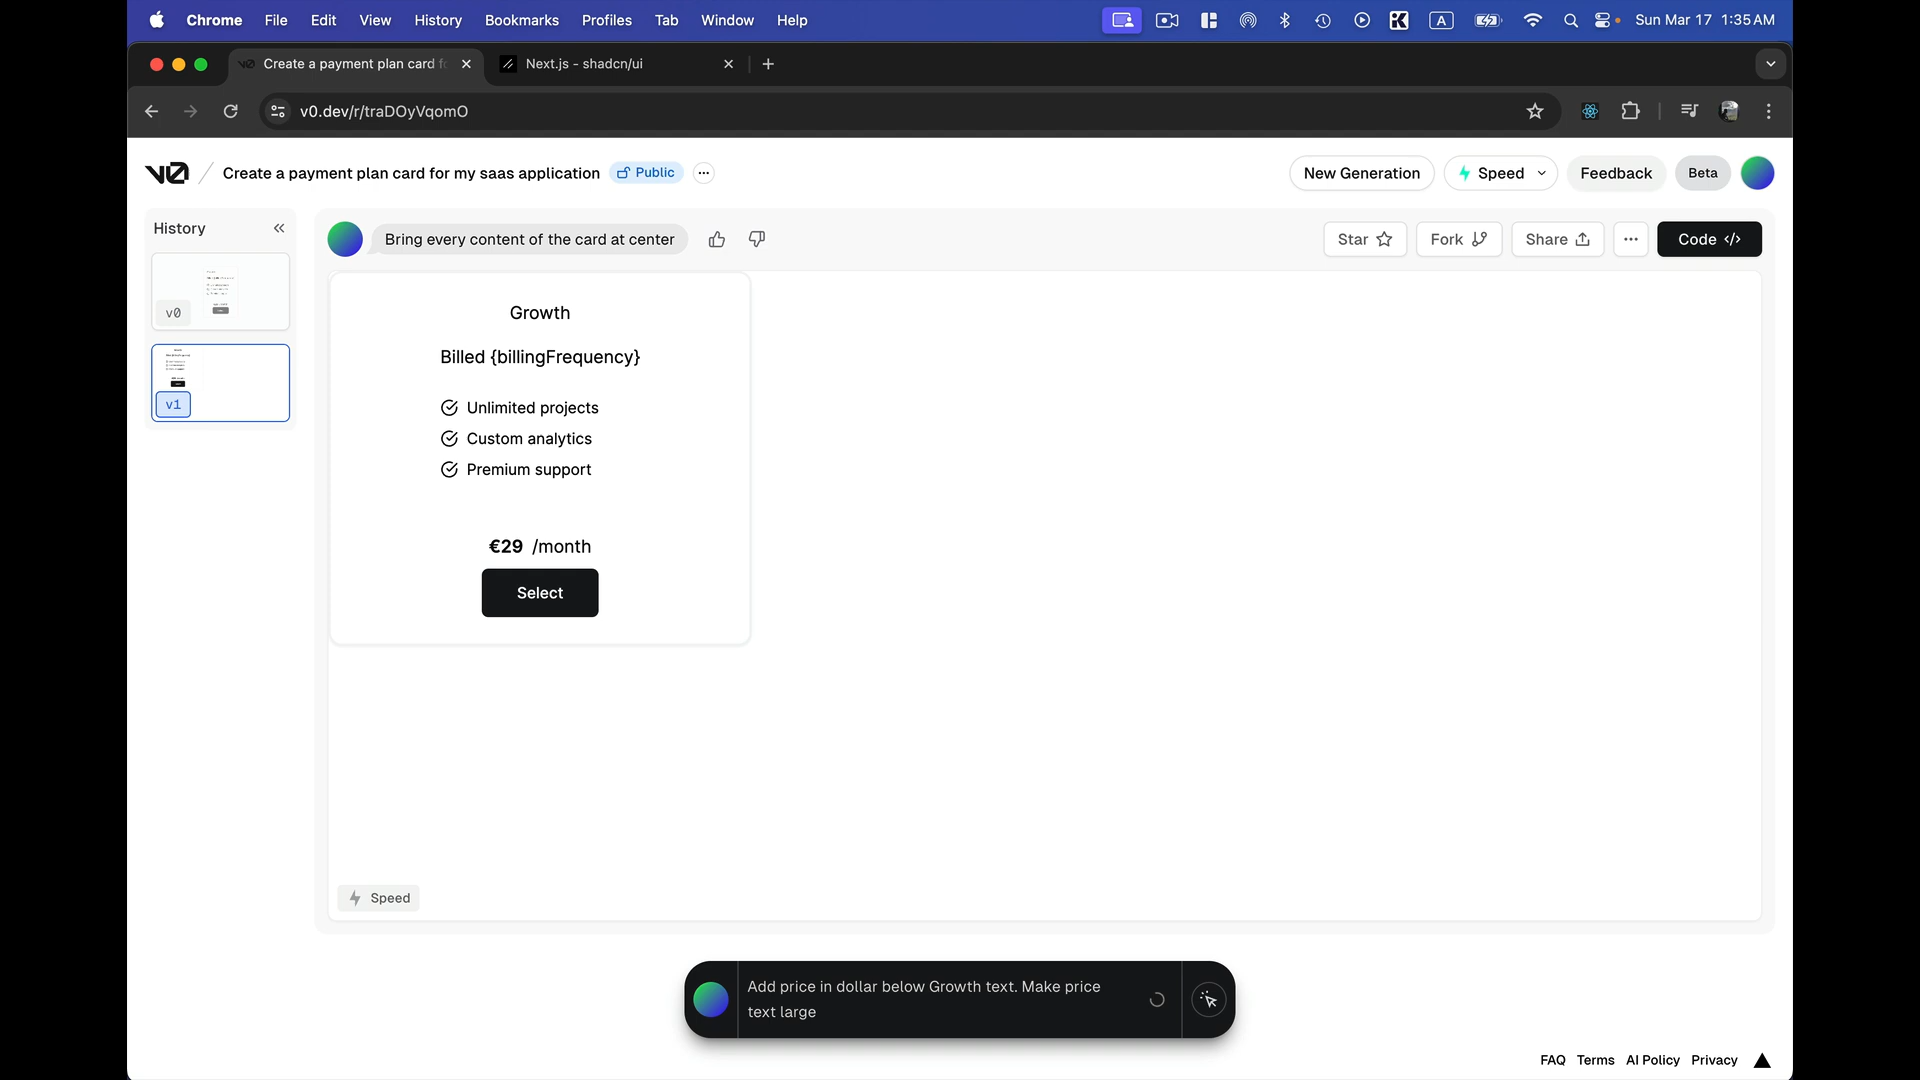 Chrome File Edit View History Bookmarks Profiles Tab Window Help A Sun Mar 17 1:35 AM
Create a payment plan card fo
Next.js - shadcn/ui
v0.dev/r/traDOyVqomO
v0 / Create a payment plan card for my saas application Public
New Generation Speed Feedback Beta
History
Bring every content of the card at center
Star Fork Share Code </>
v0
v1
Growth
Billed {billingFrequency}
Unlimited projects
Custom analytics
Premium support
€29 /month
Select
Speed
Add price in dollar below Growth text. Make price
text large
FAQ Terms AI Policy Privacy